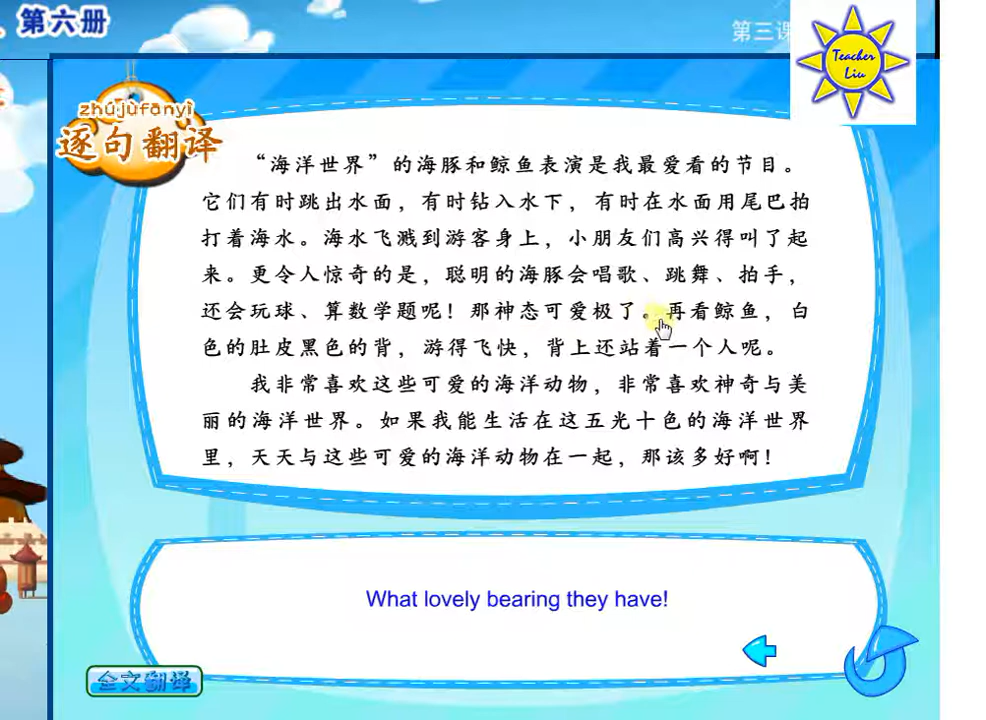 第六册
第三课
Teacher
Liu
zhújùfānyì
逐句翻译
“海洋世界”的海豚和鲸鱼表演是我最爱看的节目。
它们有时跳出水面，有时钻入水下，有时在水面用尾巴拍
打着海水。海水飞溅到游客身上，小朋友们高兴得叫了起
来。更令人惊奇的是，聪明的海豚会唱歌、跳舞、拍手，
还会玩球、算数学题呢！那神态可爱极了。再看鲸鱼，白
色的肚皮黑色的背，游得飞快，背上还站着一个人呢。
我非常喜欢这些可爱的海洋动物，非常喜欢神奇与美
丽的海洋世界。如果我能生活在这五光十色的海洋世界
里，天天与这些可爱的海洋动物在一起，那该多好啊！
What lovely bearing they have!
全文翻译